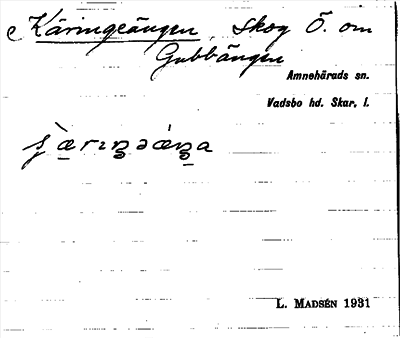 Käringeängen, skog Ö. om
Gubbängen
Amnehärads sn.
Vadsbo hd. Skar. l.
L. MADSÉN 1931